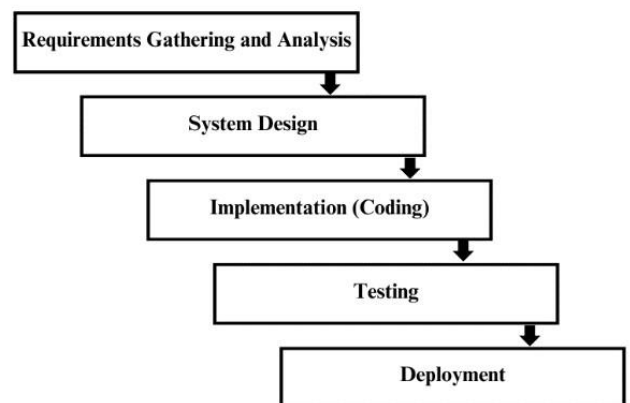 Requirements Gathering and Analysis
System Design
Implementation (Coding)
Testing
Deployment